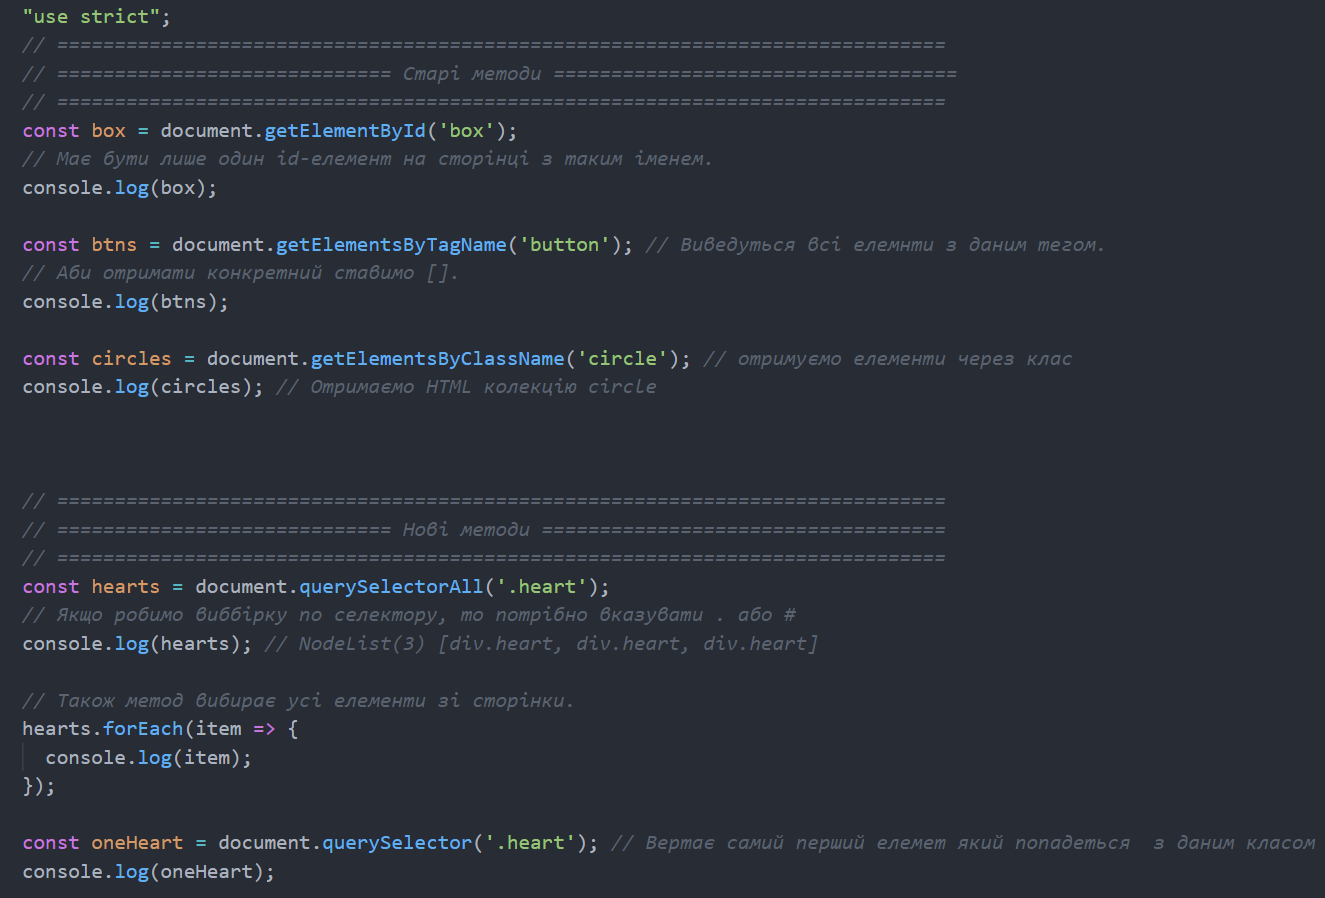 "use strict";
// =============================================================================
// ============================= Старі методи ===================================
// =============================================================================
const box = document.getElementById('box');
// Має бути лише один id-елемент на сторінці з таким іменем.
console.log(box);
const btns = document.getElementsByTagName('button'); // Виведуться всі елемнти з даним тегом.
// Аби отримати конкретний ставимо [].
console.log(btns);
const circles = document.getElementsByClassName('circle'); // отримуємо елементи через клас
console.log(circles); // Отримаємо HTML колекцію circle
// =============================================================================
// ============================= Нові методи ===================================
// =============================================================================
const hearts = document.querySelectorAll('.heart');
// Якщо робимо виббірку по селектору, то потрібно вказувати . або #
console.log(hearts); // NodeList(3) [div.heart, div.heart, div.heart]
// Також метод вибирає усі елементи зі сторінки.
hearts.forEach(item => {
console.log(item);
});
const oneHeart = document.querySelector('.heart'); // Вертає самий перший елемет який попадеться  з даним класом
console.log(oneHeart);